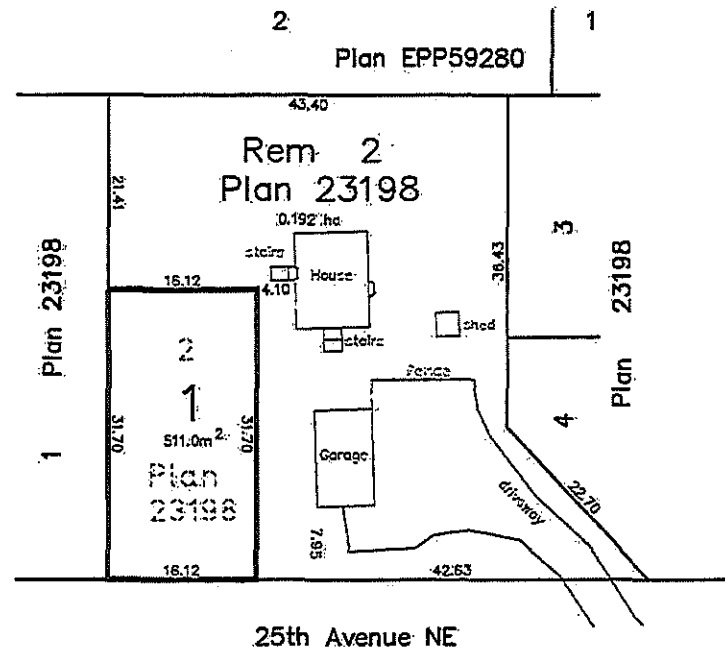 2
1
Plan EPP59280
43.40
Rem 2
Plan 23198
0.192 ha
21.41
stairs
House
4.10
16.12
36.43
3
Plan 23198
shed
stairs
Fence
2
1
511.0m²
Plan
23198
31.70
31.70
1
Plan 23198
Garage
4
22.70
driveway
7.95
16.12
42.63
25th Avenue NE